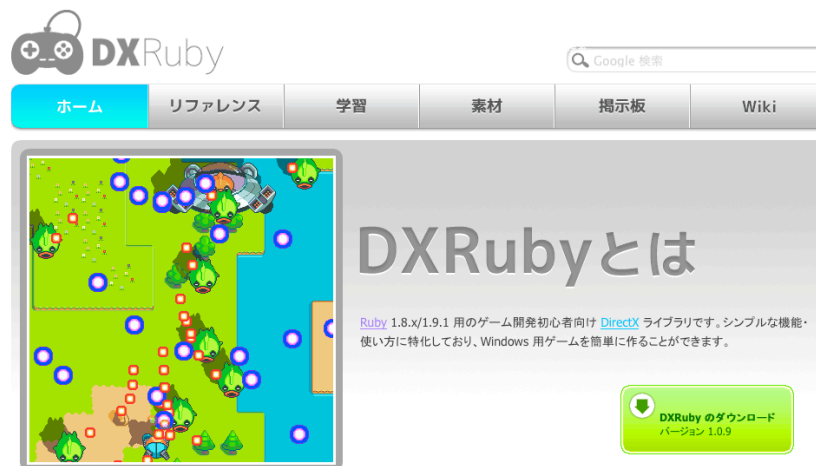 DXRuby
Google 検索
ホーム
リファレンス
学習
素材
掲示板
Wiki
DXRubyとは
Ruby 1.8.x/1.9.1 用のゲーム開発初心者向け DirectX ライブラリです。シンプルな機能・
使い方に特化しており、Windows 用ゲームを簡単に作ることができます。
DXRuby のダウンロード
バージョン 1.0.9